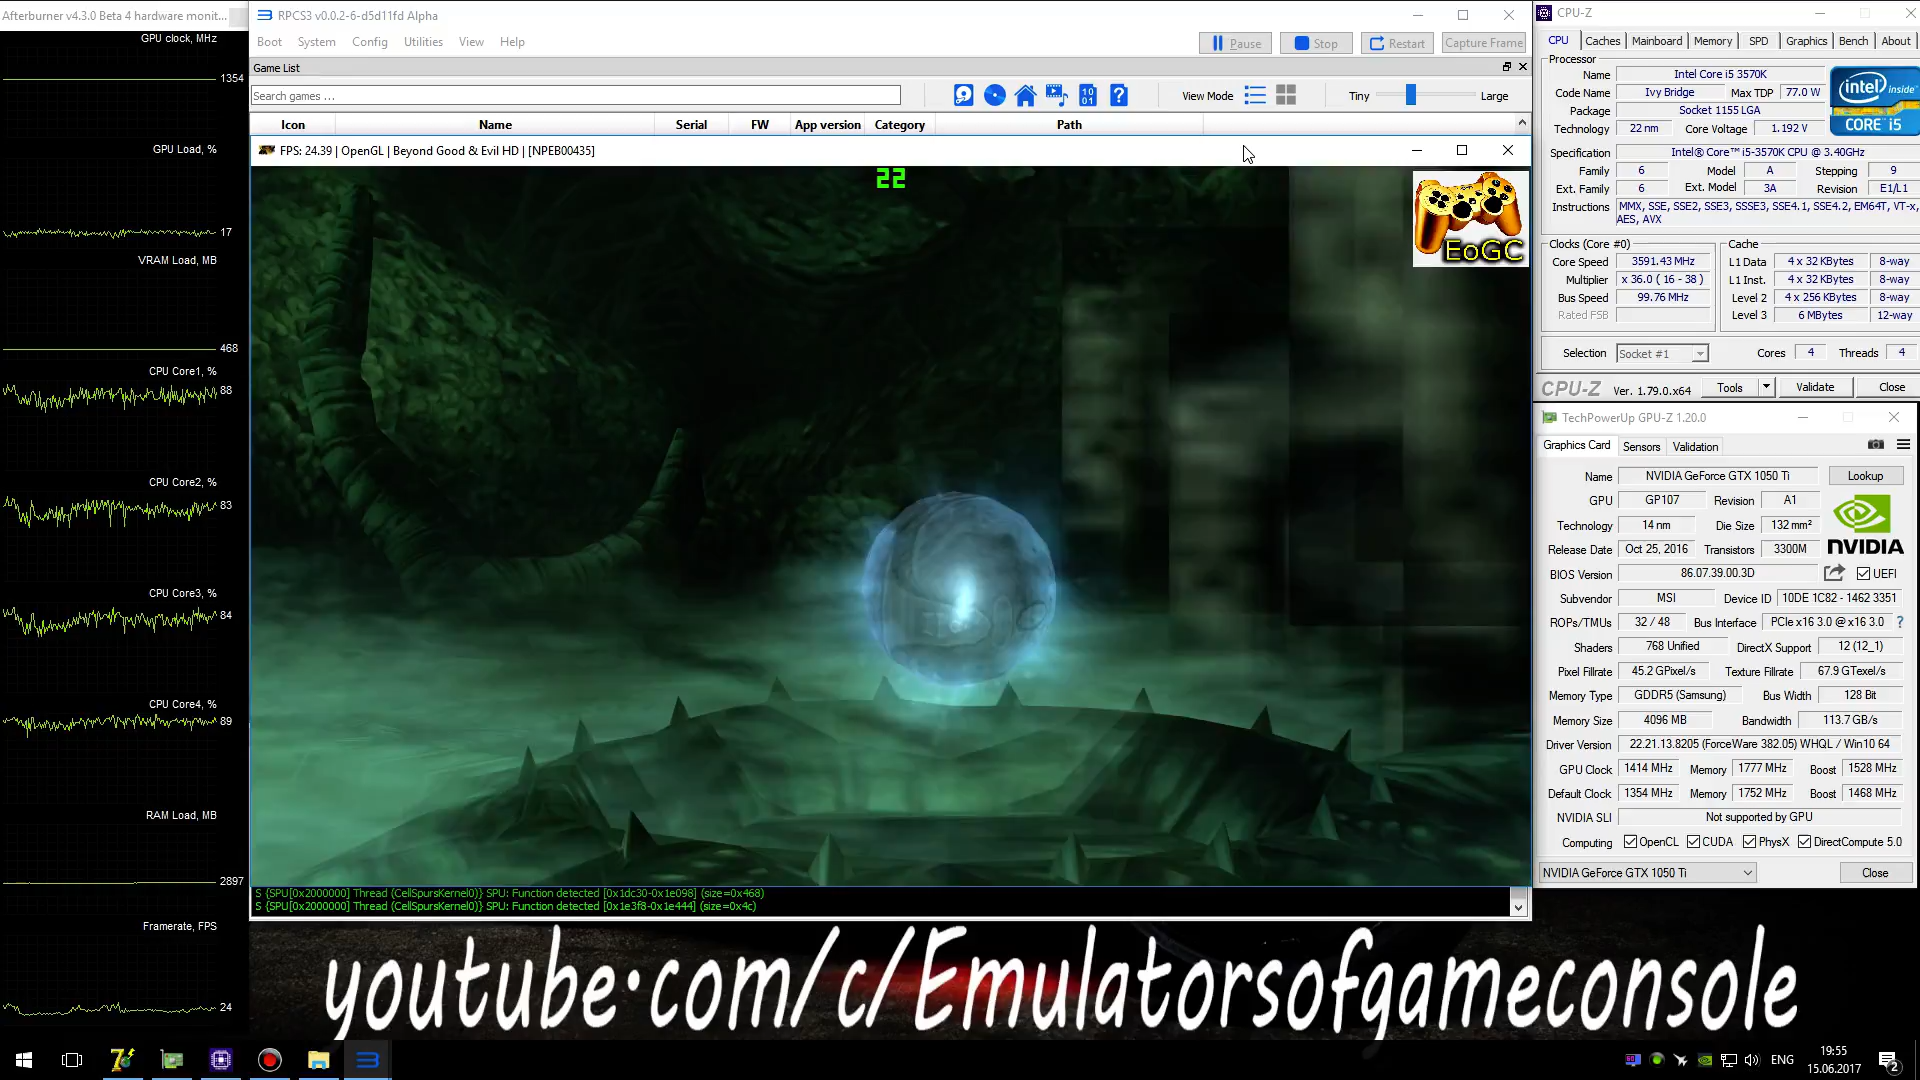 Afterburner v4.3.0 Beta 4 hardware monit...
GPU clock, MHz
1354
GPU Load, %
17
VRAM Load, MB
468
CPU Core1, %
88
CPU Core2, %
83
CPU Core3, %
84
CPU Core4, %
89
RAM Load, MB
2897
Framerate, FPS
24
RPCS3 v0.0.2-6-d5d11fd Alpha
Boot System Config Utilities View Help
Pause Stop Restart Capture Frame
Game List
Search games ...
View Mode Tiny Large
Icon Name Serial FW App version Category Path
FPS: 24.39 | OpenGL | Beyond Good & Evil HD | [NPEB00435]
22
EoGC
S {SPU[0x2000000] Thread (CellSpursKernel0)} SPU: Function detected [0x1dc30-0x1e098] (size=0x468)
S {SPU[0x2000000] Thread (CellSpursKernel0)} SPU: Function detected [0x1e3f8-0x1e444] (size=0x4c)
CPU-Z
CPU Caches Mainboard Memory SPD Graphics Bench About
Processor
Name Intel Core i5 3570K
Code Name Ivy Bridge Max TDP 77.0 W
Package Socket 1155 LGA
Technology 22 nm Core Voltage 1.192 V
intel inside
CORE i5
Specification Intel® Core™ i5-3570K CPU @ 3.40GHz
Family 6 Model A Stepping 9
Ext. Family 6 Ext. Model 3A Revision E1/L1
Instructions MMX, SSE, SSE2, SSE3, SSSE3, SSE4.1, SSE4.2, EM64T, VT-x,
AES, AVX
Clocks (Core #0) Cache
Core Speed 3591.43 MHz L1 Data 4 x 32 KBytes 8-way
Multiplier x 36.0 ( 16 - 38 ) L1 Inst. 4 x 32 KBytes 8-way
Bus Speed 99.76 MHz Level 2 4 x 256 KBytes 8-way
Rated FSB Level 3 6 MBytes 12-way
Selection Socket #1 Cores 4 Threads 4
CPU-Z Ver. 1.79.0.x64 Tools Validate Close
TechPowerUp GPU-Z 1.20.0
Graphics Card Sensors Validation
Name NVIDIA GeForce GTX 1050 Ti Lookup
GPU GP107 Revision A1
Technology 14 nm Die Size 132 mm²
Release Date Oct 25, 2016 Transistors 3300M
NVIDIA
BIOS Version 86.07.39.00.3D UEFI
Subvendor MSI Device ID 10DE 1C82 - 1462 3351
ROPs/TMUs 32 / 48 Bus Interface PCIe x16 3.0 @ x16 3.0 ?
Shaders 768 Unified DirectX Support 12 (12_1)
Pixel Fillrate 45.2 GPixel/s Texture Fillrate 67.9 GTexel/s
Memory Type GDDR5 (Samsung) Bus Width 128 Bit
Memory Size 4096 MB Bandwidth 113.7 GB/s
Driver Version 22.21.13.8205 (ForceWare 382.05) WHQL / Win10 64
GPU Clock 1414 MHz Memory 1777 MHz Boost 1528 MHz
Default Clock 1354 MHz Memory 1752 MHz Boost 1468 MHz
NVIDIA SLI Not supported by GPU
Computing OpenCL CUDA PhysX DirectCompute 5.0
NVIDIA GeForce GTX 1050 Ti Close
youtube.com/c/Emulatorsofgameconsole
ENG
19:55
15.06.2017
2